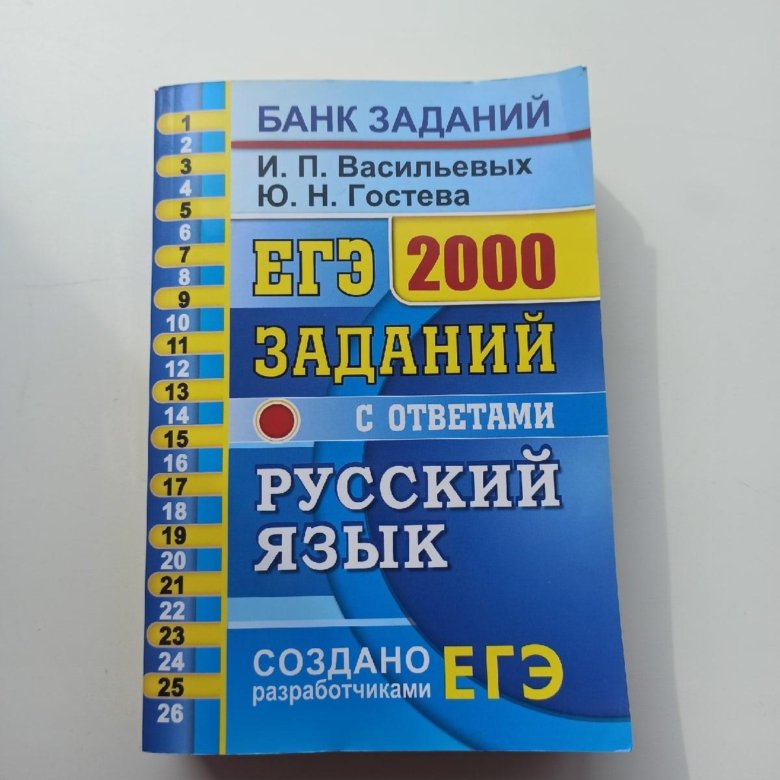 БАНК ЗАДАНИЙ
И. П. Васильевых
Ю. Н. Гостева
ЕГЭ 2000
ЗАДАНИЙ
С ОТВЕТАМИ
РУССКИЙ
ЯЗЫК
СОЗДАНО
разработчиками ЕГЭ
1
2
3
4
5
6
7
8
9
10
11
12
13
14
15
16
17
18
19
20
21
22
23
24
25
26